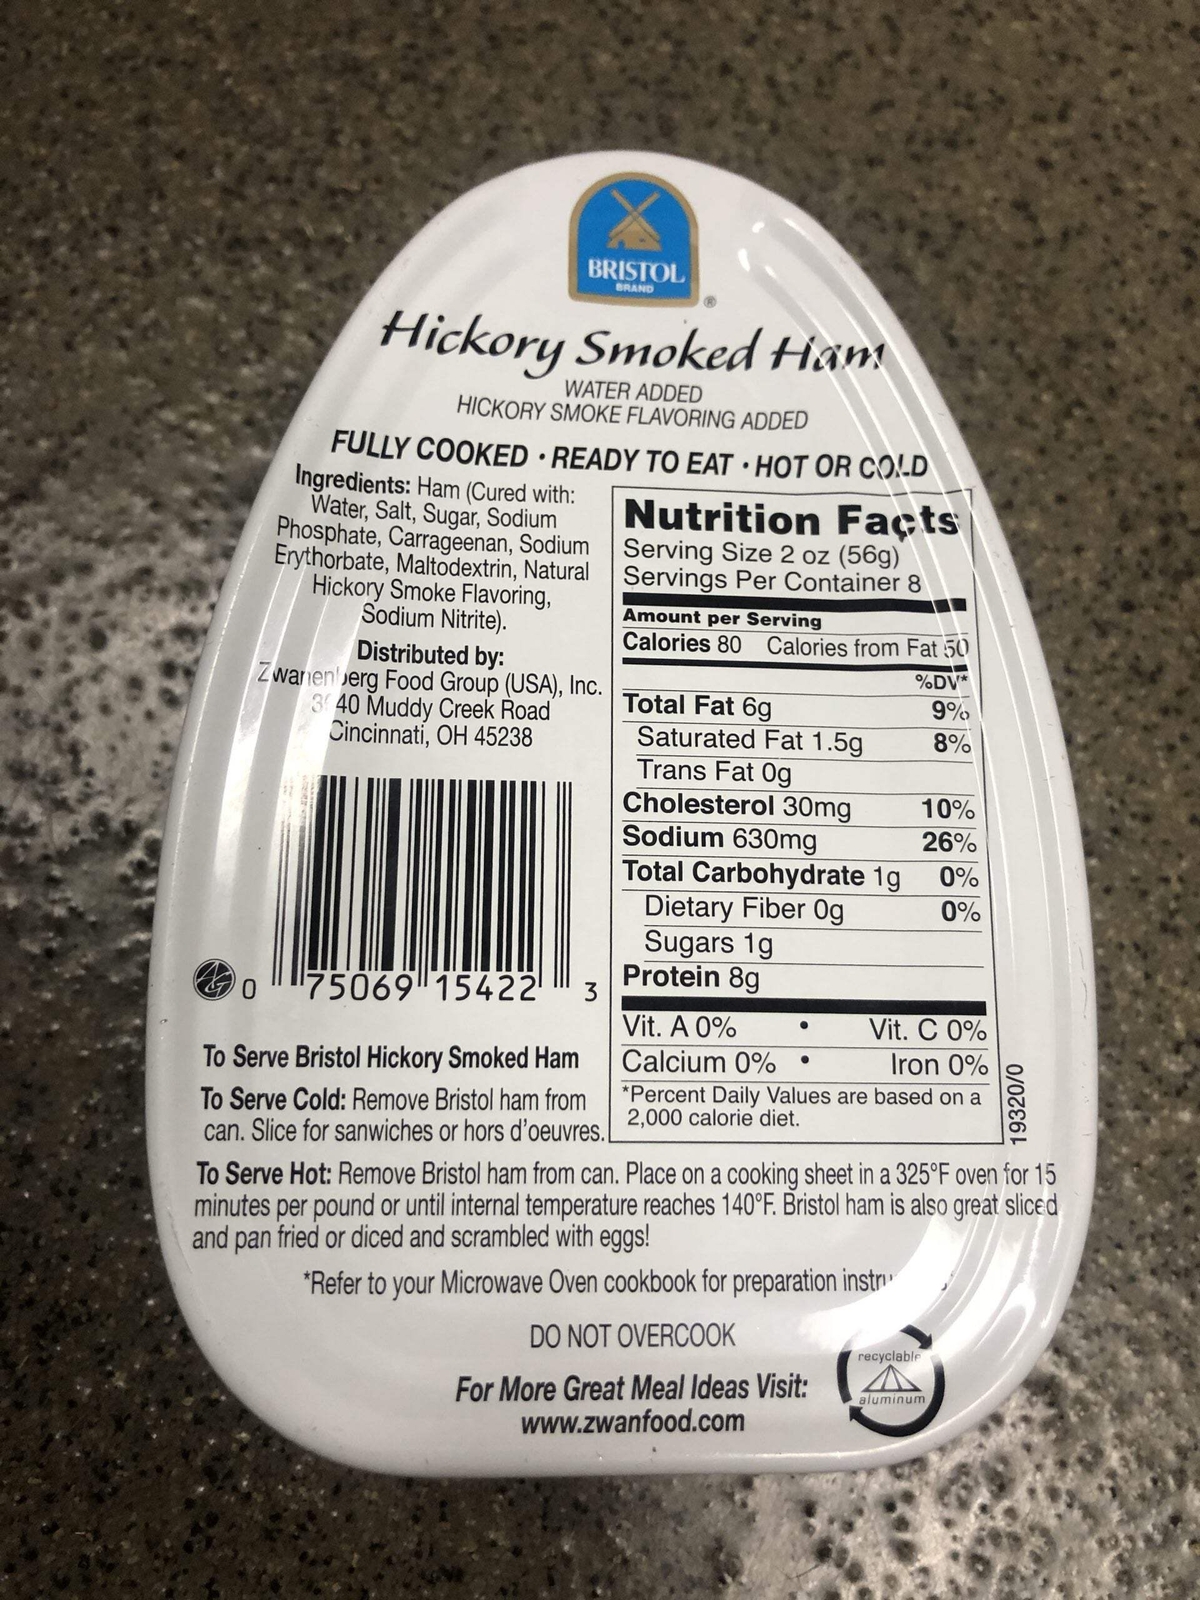 BRISTOL
BRAND
®
Hickory Smoked Ham
WATER ADDED
HICKORY SMOKE FLAVORING ADDED
FULLY COOKED • READY TO EAT • HOT OR COLD
Ingredients: Ham (Cured with:
Water, Salt, Sugar, Sodium
Phosphate, Carrageenan, Sodium
Erythorbate, Maltodextrin, Natural
Hickory Smoke Flavoring,
Sodium Nitrite).
Distributed by:
Zwanenberg Food Group (USA), Inc.
Muddy Creek Road
Cincinnati, OH 45238
0 75069 15422 3
Nutrition Facts
Serving Size 2 oz (56g)
Servings Per Container 8
Amount per Serving
Calories 80 Calories from Fat 50
%DV*
Total Fat 6g 9%
Saturated Fat 1.5g 8%
Trans Fat 0g
Cholesterol 30mg 10%
Sodium 630mg 26%
Total Carbohydrate 1g 0%
Dietary Fiber 0g 0%
Sugars 1g
Protein 8g
Vit. A 0% • Vit. C 0%
Calcium 0% • Iron 0%
*Percent Daily Values are based on a
2,000 calorie diet.
19320/0
To Serve Bristol Hickory Smoked Ham
To Serve Cold: Remove Bristol ham from
can. Slice for sanwiches or hors d'oeuvres.
To Serve Hot: Remove Bristol ham from can. Place on a cooking sheet in a 325°F oven for 15
minutes per pound or until internal temperature reaches 140°F. Bristol ham is also great sliced
and pan fried or diced and scrambled with eggs!
*Refer to your Microwave Oven cookbook for preparation
DO NOT OVERCOOK
For More Great Meal Ideas Visit:
www.zwanfood.com
recyclable
aluminum